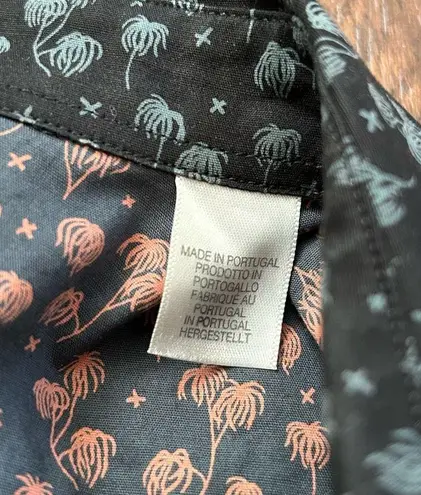 MADE IN PORTUGAL
PRODOTTO IN
PORTOGALLO
FABRIQUÉ AU
PORTUGAL
IN PORTUGAL
HERGESTELLT